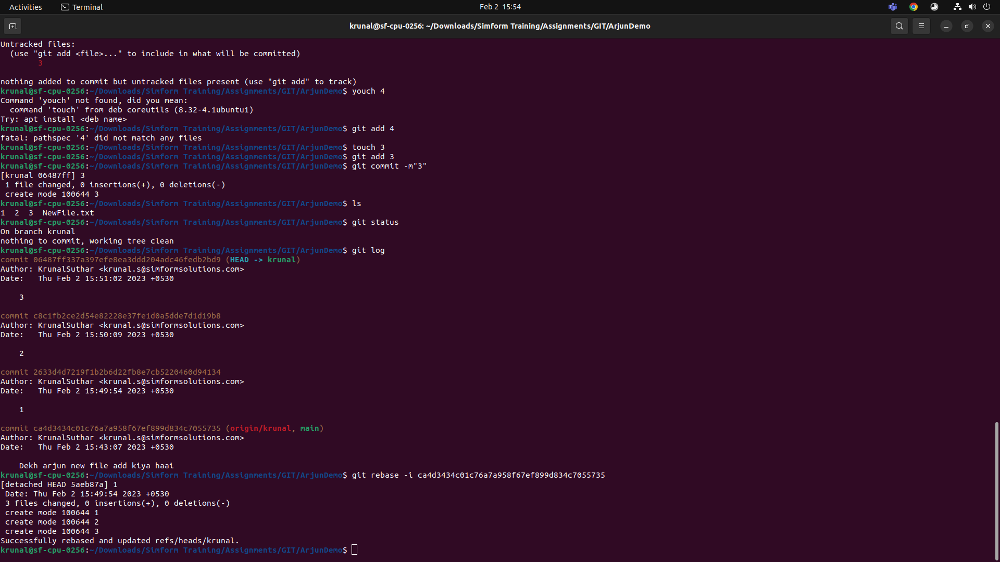 Activities Terminal Feb 2 15:54
krunal@sf-cpu-0256: ~/Downloads/Simform Training/Assignments/GIT/ArjunDemo
Untracked files:
  (use "git add <file>..." to include in what will be committed)
        3

nothing added to commit but untracked files present (use "git add" to track)
krunal@sf-cpu-0256:~/Downloads/Simform Training/Assignments/GIT/ArjunDemo$ youch 4
Command 'youch' not found, did you mean:
  command 'touch' from deb coreutils (8.32-4.1ubuntu1)
Try: apt install <deb name>
krunal@sf-cpu-0256:~/Downloads/Simform Training/Assignments/GIT/ArjunDemo$ git add 4
fatal: pathspec '4' did not match any files
krunal@sf-cpu-0256:~/Downloads/Simform Training/Assignments/GIT/ArjunDemo$ touch 3
krunal@sf-cpu-0256:~/Downloads/Simform Training/Assignments/GIT/ArjunDemo$ git add 3
krunal@sf-cpu-0256:~/Downloads/Simform Training/Assignments/GIT/ArjunDemo$ git commit -m"3"
[krunal 06487ff] 3
 1 file changed, 0 insertions(+), 0 deletions(-)
 create mode 100644 3
krunal@sf-cpu-0256:~/Downloads/Simform Training/Assignments/GIT/ArjunDemo$ ls
1  2  3  NewFile.txt
krunal@sf-cpu-0256:~/Downloads/Simform Training/Assignments/GIT/ArjunDemo$ git status
On branch krunal
nothing to commit, working tree clean
krunal@sf-cpu-0256:~/Downloads/Simform Training/Assignments/GIT/ArjunDemo$ git log
commit 06487ff337a397efe8ea3ddd204adc46fedb2bd9 (HEAD -> krunal)
Author: KrunalSuthar <krunal.s@simformsolutions.com>
Date:   Thu Feb 2 15:51:02 2023 +0530

    3

commit c8c1fb2ce2d54e82228e37fe1d0a5dde7d1d19b8
Author: KrunalSuthar <krunal.s@simformsolutions.com>
Date:   Thu Feb 2 15:50:09 2023 +0530

    2

commit 2633d4d7219f1b2b6d22fb8e7cb5220460d94134
Author: KrunalSuthar <krunal.s@simformsolutions.com>
Date:   Thu Feb 2 15:49:54 2023 +0530

    1

commit ca4d3434c01c76a7a958f67ef899d834c7055735 (origin/krunal, main)
Author: KrunalSuthar <krunal.s@simformsolutions.com>
Date:   Thu Feb 2 15:43:07 2023 +0530

    Dekh arjun new file add kiya haai
krunal@sf-cpu-0256:~/Downloads/Simform Training/Assignments/GIT/ArjunDemo$ git rebase -i ca4d3434c01c76a7a958f67ef899d834c7055735
[detached HEAD 5aeb87a] 1
 Date: Thu Feb 2 15:49:54 2023 +0530
 3 files changed, 0 insertions(+), 0 deletions(-)
 create mode 100644 1
 create mode 100644 2
 create mode 100644 3
Successfully rebased and updated refs/heads/krunal.
krunal@sf-cpu-0256:~/Downloads/Simform Training/Assignments/GIT/ArjunDemo$